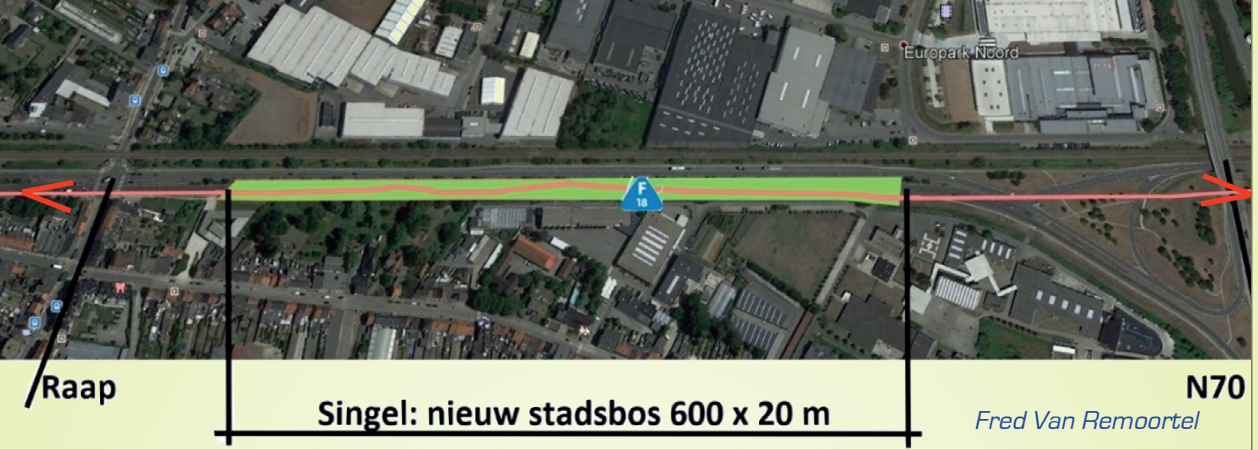 Europark Noord
F
18
Raap
N70
Singel: nieuw stadsbos 600 x 20 m
Fred Van Remoortel